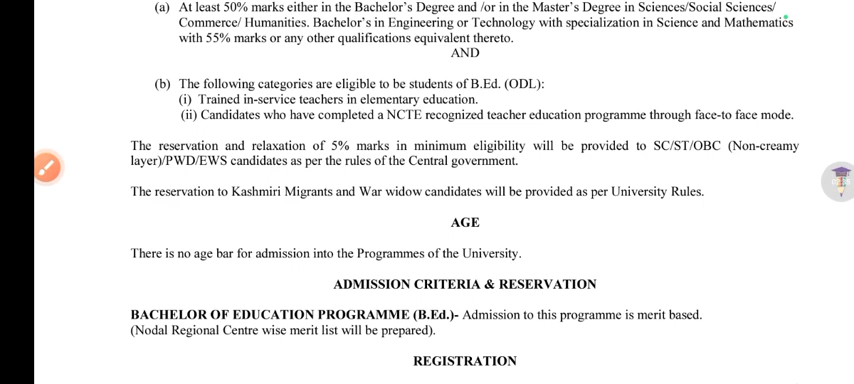 (a) At least 50% marks either in the Bachelor's Degree and /or in the Master's Degree in Sciences/Social Sciences/
Commerce/ Humanities. Bachelor's in Engineering or Technology with specialization in Science and Mathematics
with 55% marks or any other qualifications equivalent thereto.
AND
(b) The following categories are eligible to be students of B.Ed. (ODL):
(i) Trained in-service teachers in elementary education.
(ii) Candidates who have completed a NCTE recognized teacher education programme through face-to face mode.
The reservation and relaxation of 5% marks in minimum eligibility will be provided to SC/ST/OBC (Non-creamy
layer)/PWD/EWS candidates as per the rules of the Central government.
The reservation to Kashmiri Migrants and War widow candidates will be provided as per University Rules.
AGE
There is no age bar for admission into the Programmes of the University.
ADMISSION CRITERIA & RESERVATION
BACHELOR OF EDUCATION PROGRAMME (B.Ed.)- Admission to this programme is merit based.
(Nodal Regional Centre wise merit list will be prepared).
REGISTRATION